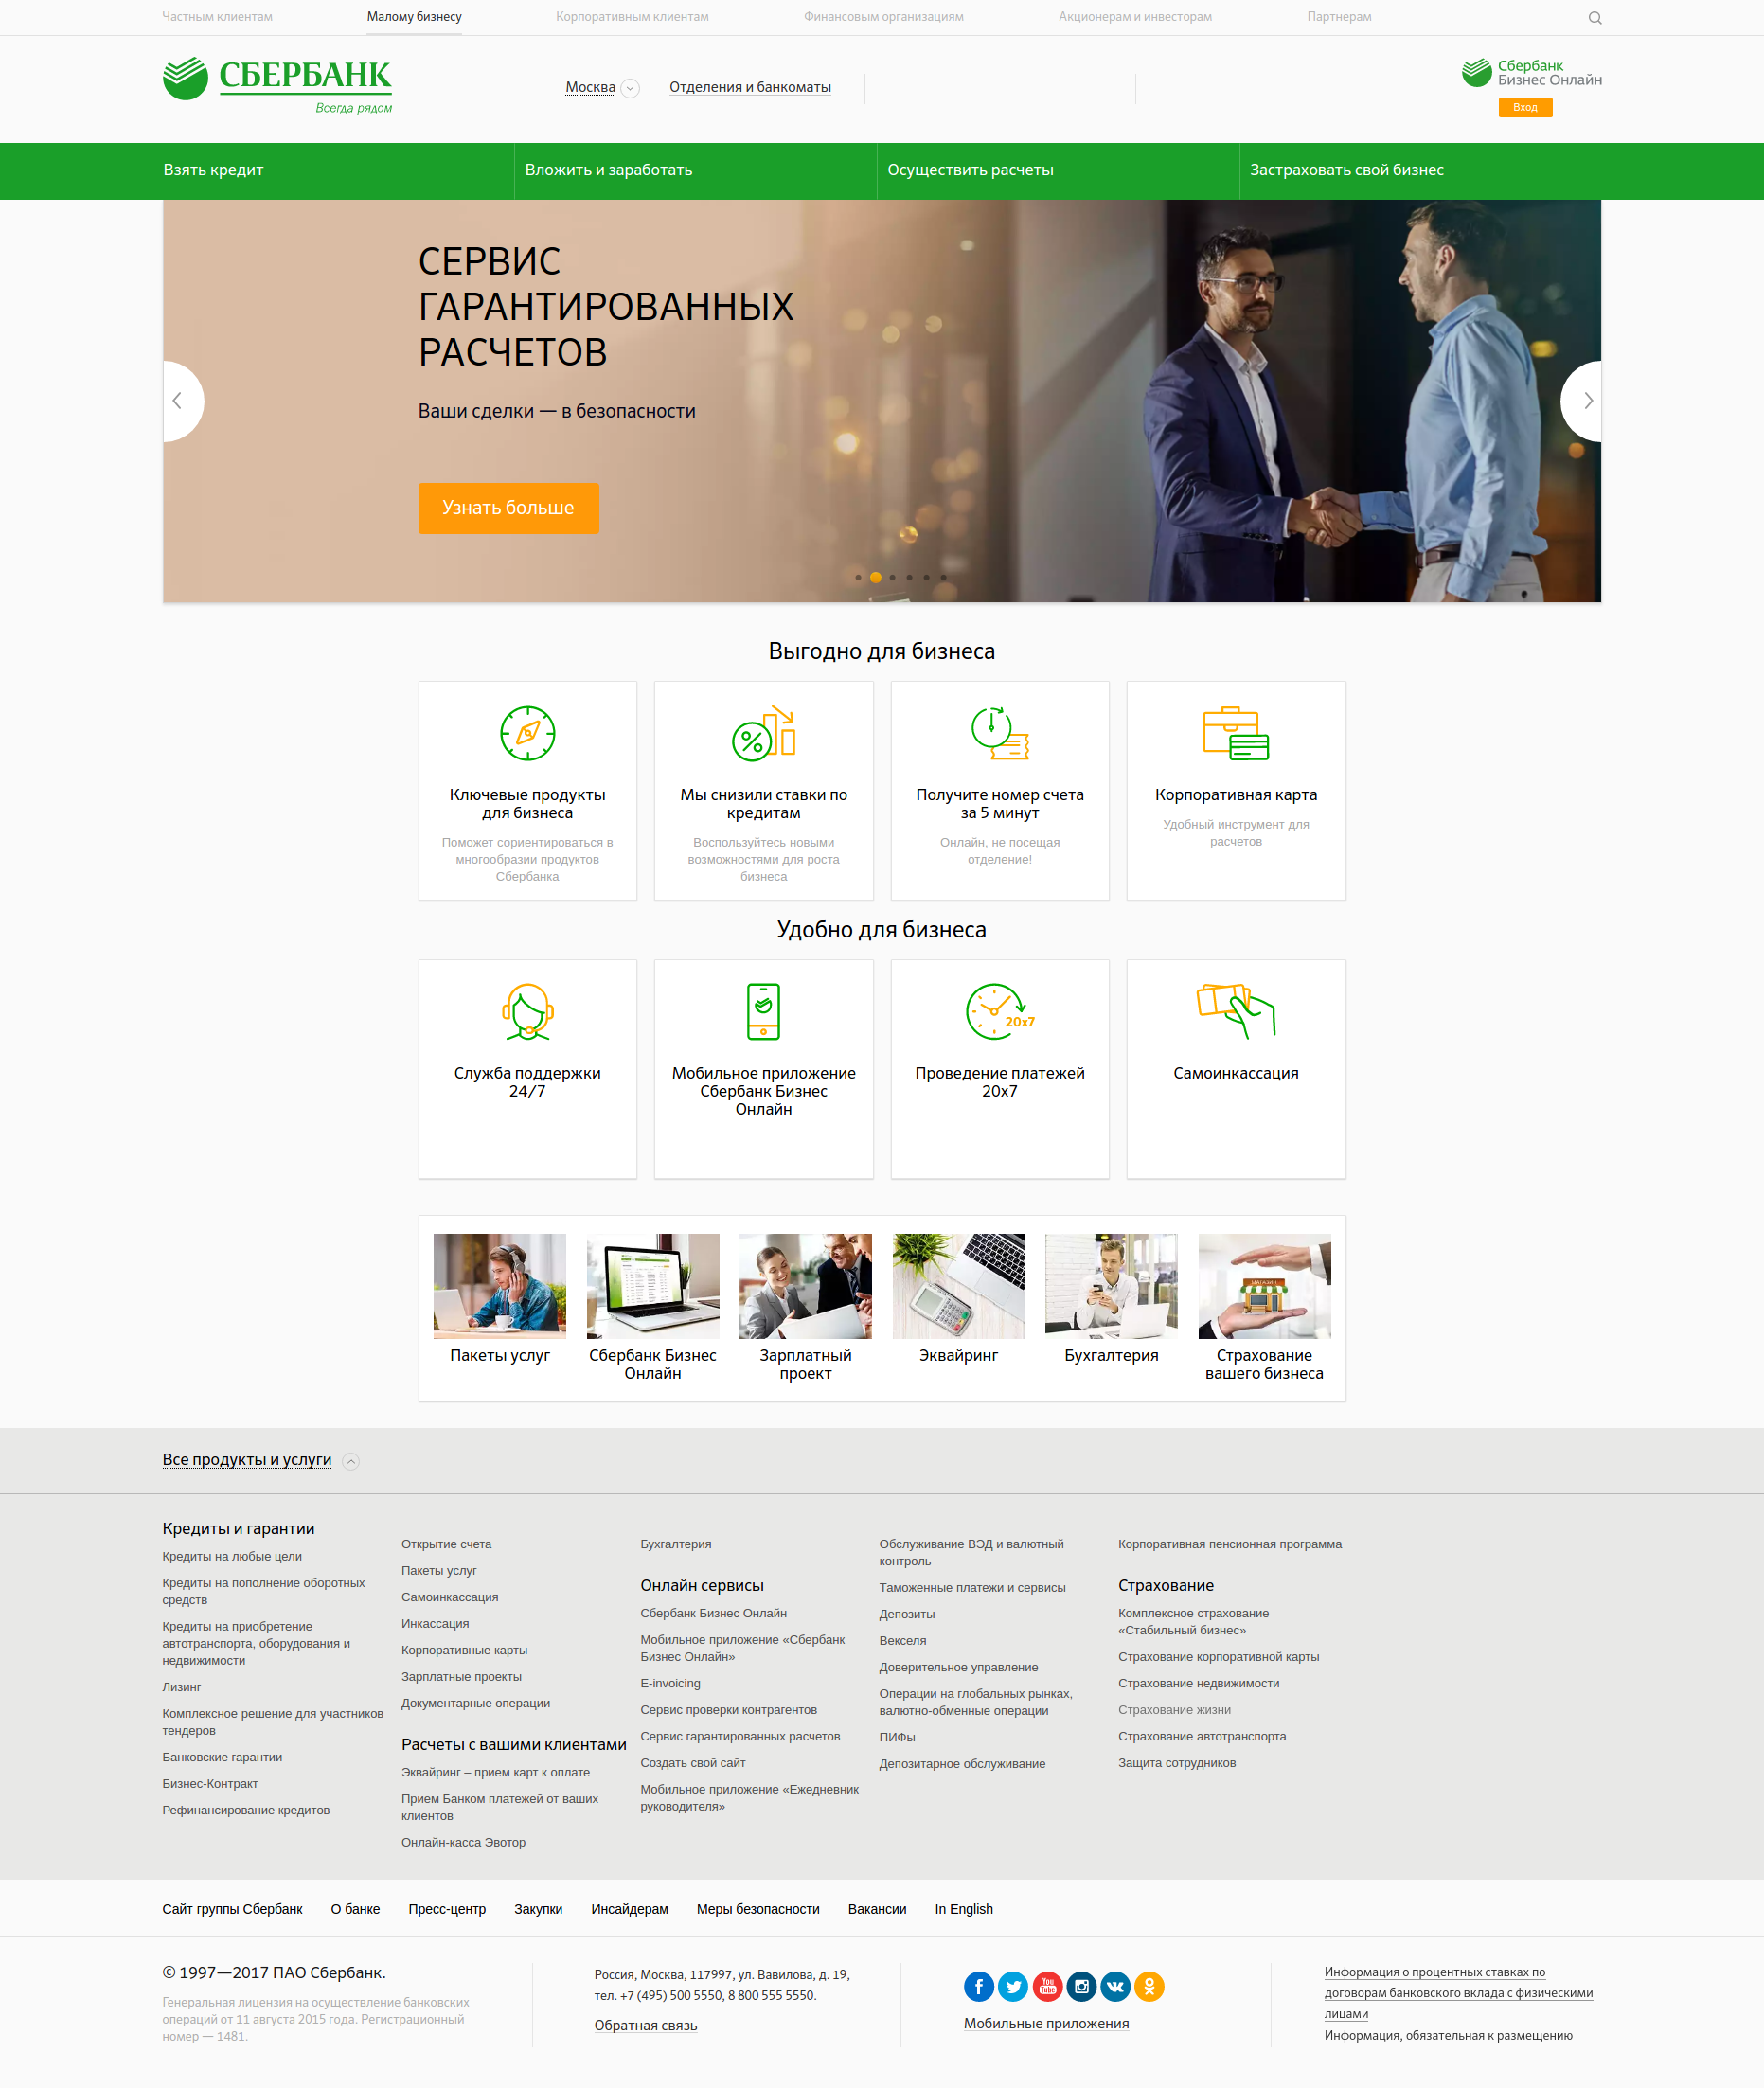 Частным клиентам
Малому бизнесу
Корпоративным клиентам
Финансовым организациям
Акционерам и инвесторам
Партнерам
СБЕРБАНК
Всегда рядом
Москва
Отделения и банкоматы
Сбербанк
Бизнес Онлайн
Вход
Взять кредит
Вложить и заработать
Осуществить расчеты
Застраховать свой бизнес
СЕРВИС
ГАРАНТИРОВАННЫХ
РАСЧЕТОВ
Ваши сделки — в безопасности
Узнать больше
Выгодно для бизнеса
Ключевые продукты
для бизнеса
Поможет сориентироваться в
многообразии продуктов
Сбербанка
Мы снизили ставки по
кредитам
Воспользуйтесь новыми
возможностями для роста
бизнеса
Получите номер счета
за 5 минут
Онлайн, не посещая
отделение!
Корпоративная карта
Удобный инструмент для
расчетов
Удобно для бизнеса
Служба поддержки
24/7
Мобильное приложение
Сбербанк Бизнес
Онлайн
20x7
Проведение платежей
20x7
Самоинкассация
Пакеты услуг
Сбербанк Бизнес
Онлайн
Зарплатный
проект
Эквайринг
Бухгалтерия
МАГАЗИН
Страхование
вашего бизнеса
Все продукты и услуги
Кредиты и гарантии
Кредиты на любые цели
Кредиты на пополнение оборотных
средств
Кредиты на приобретение
автотранспорта, оборудования и
недвижимости
Лизинг
Комплексное решение для участников
тендеров
Банковские гарантии
Бизнес-Контракт
Рефинансирование кредитов
Открытие счета
Пакеты услуг
Самоинкассация
Инкассация
Корпоративные карты
Зарплатные проекты
Документарные операции
Расчеты с вашими клиентами
Эквайринг – прием карт к оплате
Прием Банком платежей от ваших
клиентов
Онлайн-касса Эвотор
Бухгалтерия
Онлайн сервисы
Сбербанк Бизнес Онлайн
Мобильное приложение «Сбербанк
Бизнес Онлайн»
E-invoicing
Сервис проверки контрагентов
Сервис гарантированных расчетов
Создать свой сайт
Мобильное приложение «Ежедневник
руководителя»
Обслуживание ВЭД и валютный
контроль
Таможенные платежи и сервисы
Депозиты
Векселя
Доверительное управление
Операции на глобальных рынках,
валютно-обменные операции
ПИФы
Депозитарное обслуживание
Корпоративная пенсионная программа
Страхование
Комплексное страхование
«Стабильный бизнес»
Страхование корпоративной карты
Страхование недвижимости
Страхование жизни
Страхование автотранспорта
Защита сотрудников
Сайт группы Сбербанк
О банке
Пресс-центр
Закупки
Инсайдерам
Меры безопасности
Вакансии
In English
© 1997—2017 ПАО Сбербанк.
Генеральная лицензия на осуществление банковских
операций от 11 августа 2015 года. Регистрационный
номер — 1481.
Россия, Москва, 117997, ул. Вавилова, д. 19,
тел. +7 (495) 500 5550, 8 800 555 5550.
Обратная связь
You
Tube
Мобильные приложения
Информация о процентных ставках по
договорам банковского вклада с физическими
лицами
Информация, обязательная к размещению